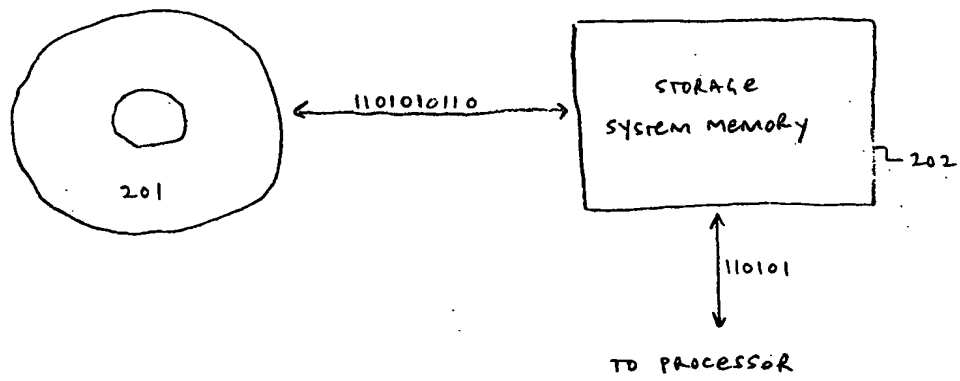 1101010110
STORAGE
SYSTEM MEMORY
201
202
110101
TO PROCESSOR